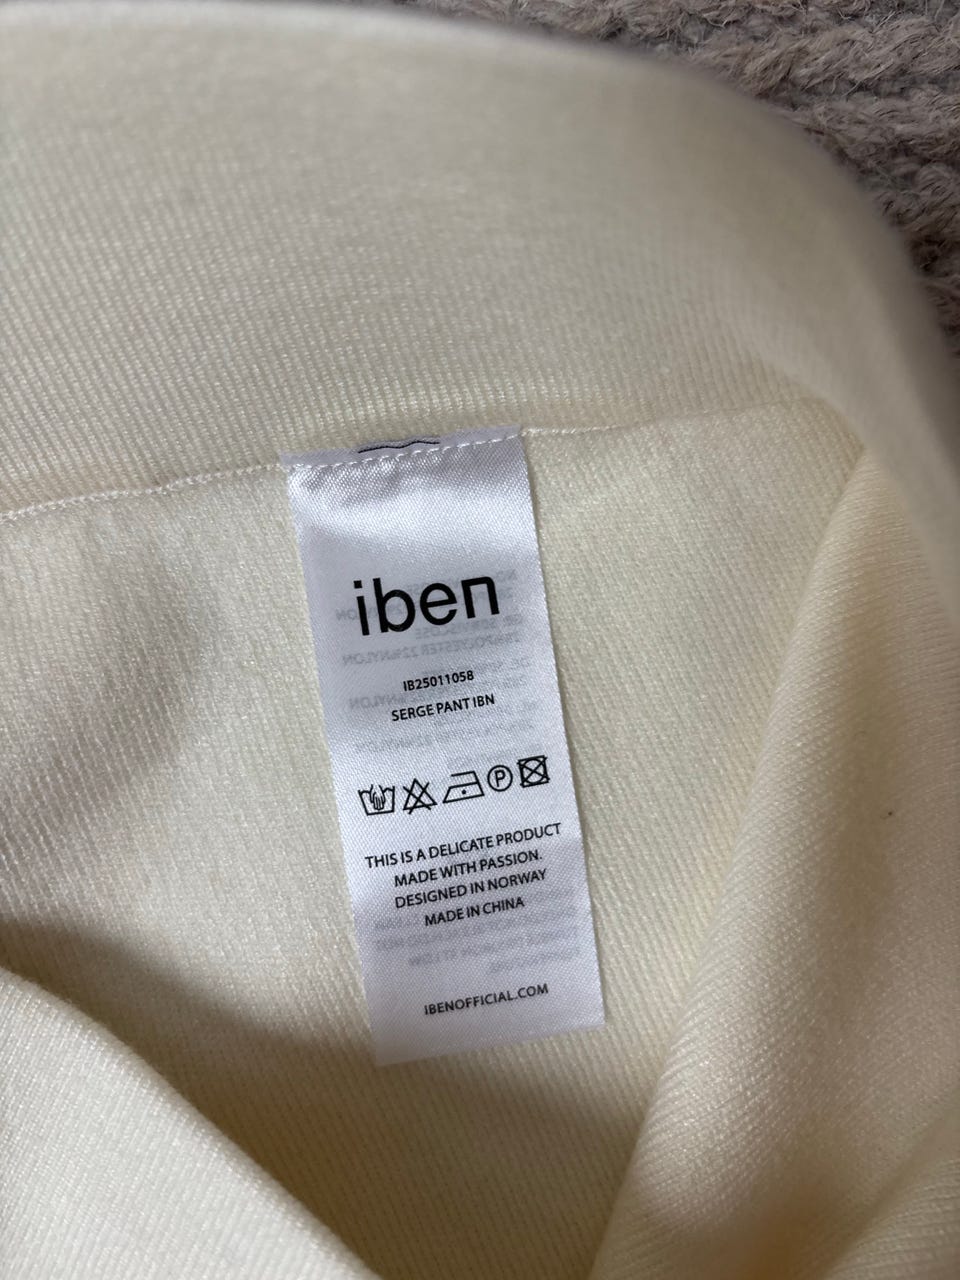 iben
IB25011058
SERGE PANT IBN
P
THIS IS A DELICATE PRODUCT
MADE WITH PASSION.
DESIGNED IN NORWAY
MADE IN CHINA
IBENOFFICIAL.COM